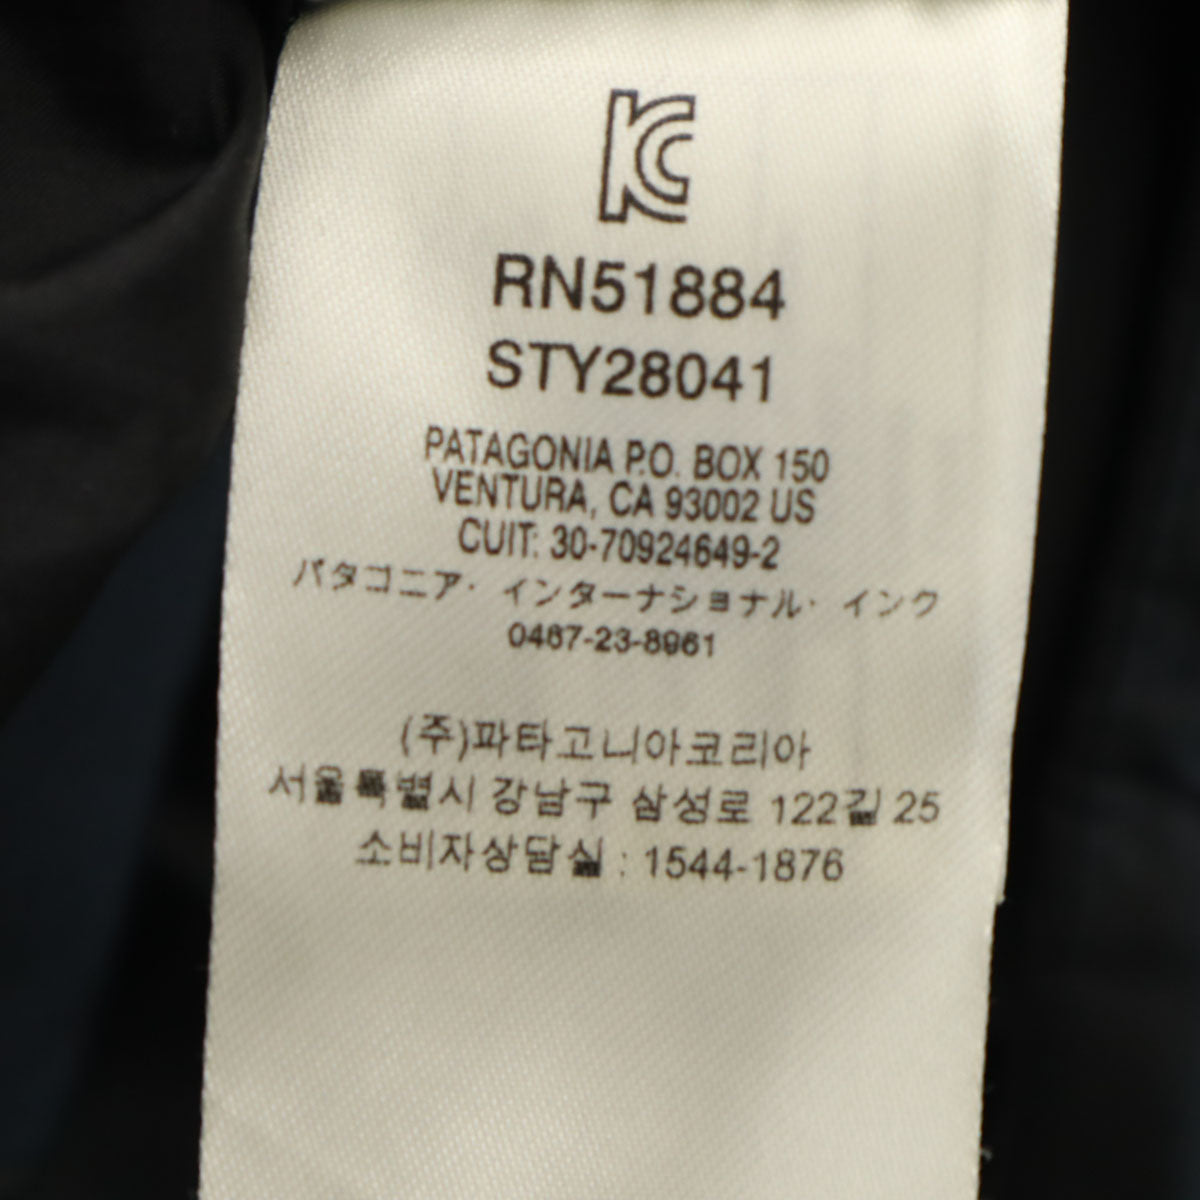 KC
RN51884
STY28041
PATAGONIA P.O. BOX 150
VENTURA, CA 93002 US
CUIT: 30-70924649-2
パタゴニア・インターナショナル・インク
0467-23-8961
(주)파타고니아코리아
서울특별시 강남구 삼성로 122길 25
소비자상담실 : 1544-1876